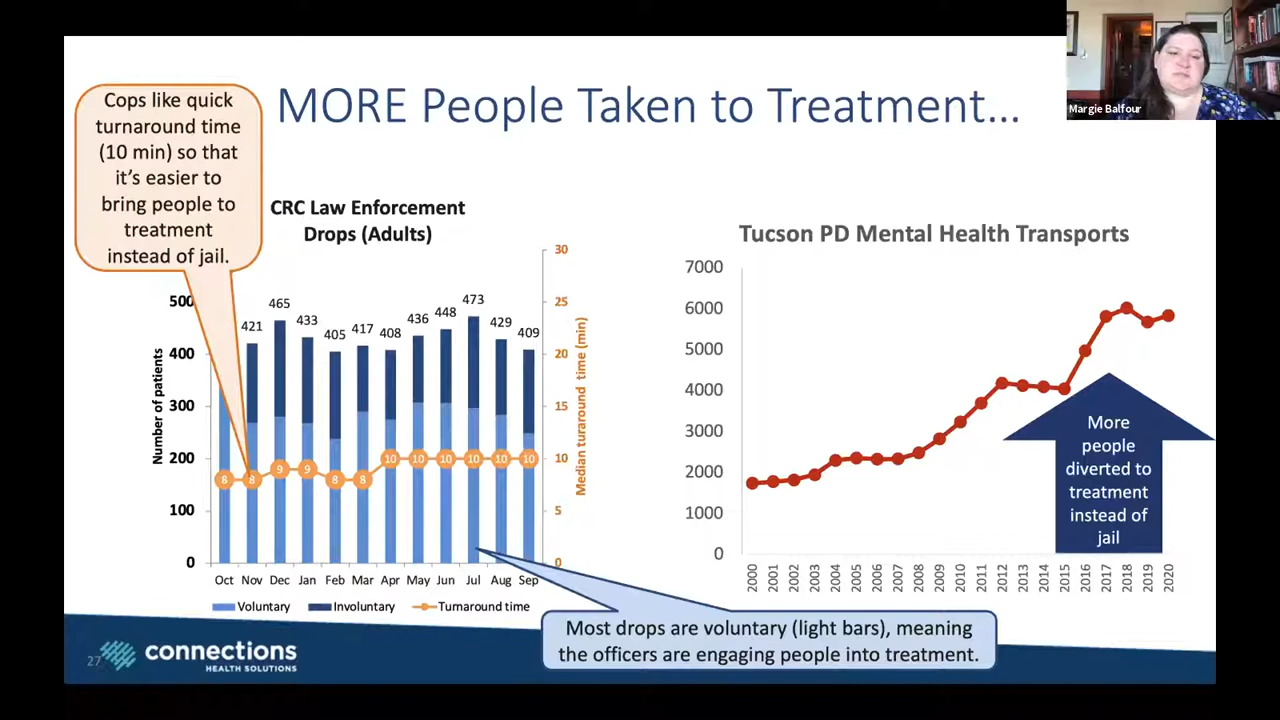 Margie Balfour
MORE People Taken to Treatment...
Cops like quick
turnaround time
(10 min) so that
it's easier to
bring people to
treatment
instead of jail.
CRC Law Enforcement
Drops (Adults)
Number of patients
500
400
300
200
100
0
421
465
433
405
417
408
436
448
473
429
409
8
8
9
9
8
8
10
10
10
10
10
10
30
25
20
15
10
5
0
Median turaround time (min)
Oct Nov Dec Jan Feb Mar Apr May Jun Jul Aug Sep
Voluntary Involuntary Turnaround time
Tucson PD Mental Health Transports
7000
6000
5000
4000
3000
2000
1000
0
2000 2001 2002 2003 2004 2005 2006 2007 2008 2009 2010 2011 2012 2013 2014 2015 2016 2017 2018 2019 2020
More
people
diverted to
treatment
instead of
jail
Most drops are voluntary (light bars), meaning
the officers are engaging people into treatment.
27
connections
HEALTH SOLUTIONS